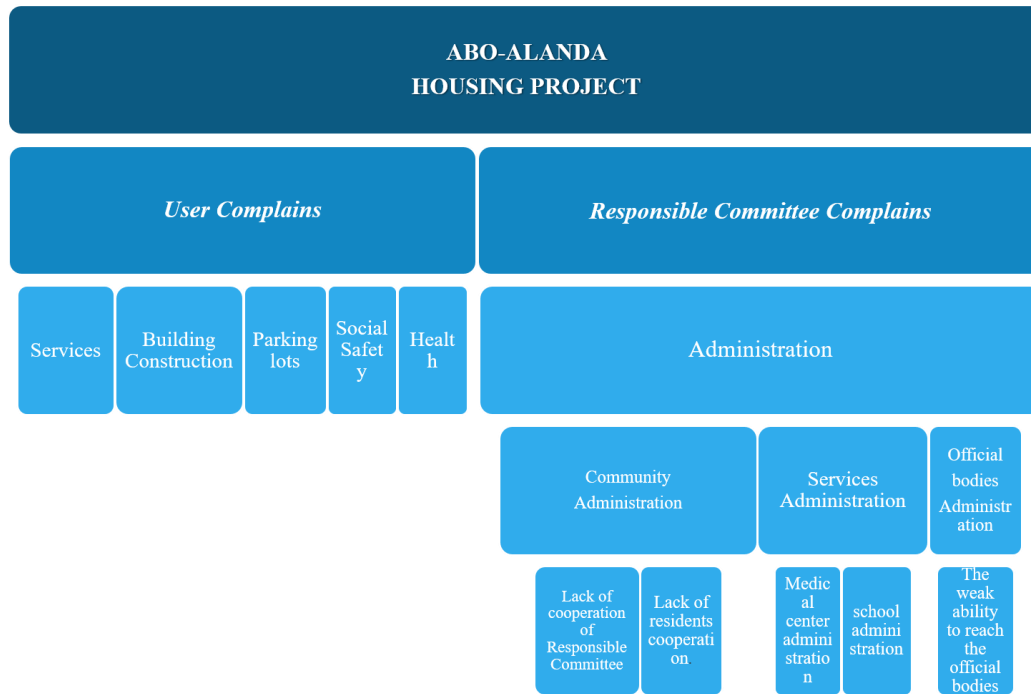 ABO-ALANDA
HOUSING PROJECT
User Complains
Responsible Committee Complains
Services
Building
Construction
Parking
lots
Social
Safet
y
Healt
h
Administration
Community
Administration
Services
Administration
Official
bodies
Administr
ation
Lack of
cooperation
of
Responsible
Committee
Lack of
residents
cooperati
on.
Medic
al
center
admini
stratio
n
school
admini
stration
The
weak
ability
to reach
the
official
bodies